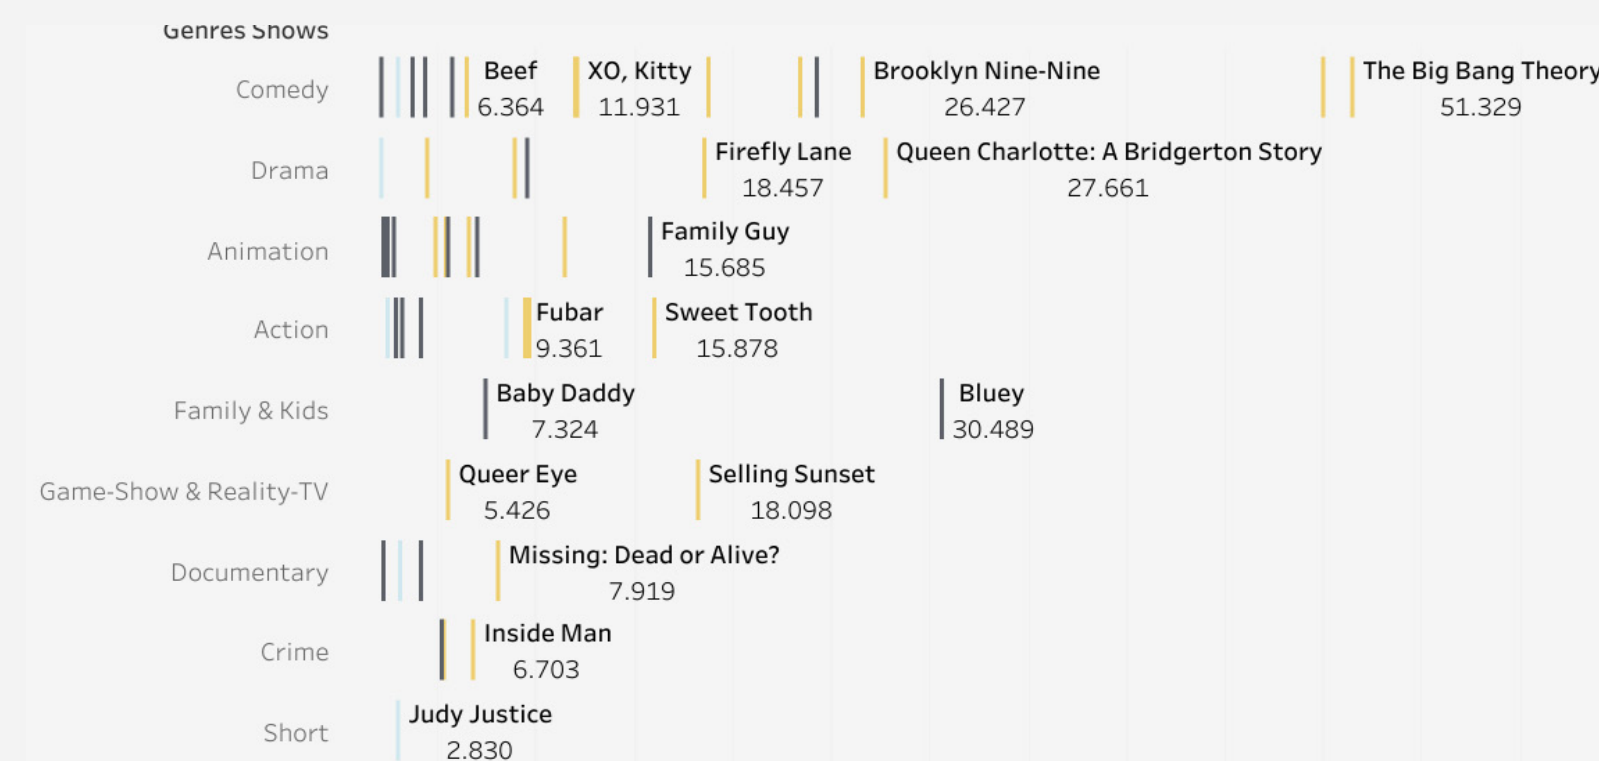 Genres Shows
Comedy
Beef
6.364
XO, Kitty
11.931
Brooklyn Nine-Nine
26.427
The Big Bang Theory
51.329
Drama
Firefly Lane
18.457
Queen Charlotte: A Bridgerton Story
27.661
Animation
Family Guy
15.685
Action
Fubar
9.361
Sweet Tooth
15.878
Family & Kids
Baby Daddy
7.324
Bluey
30.489
Game-Show & Reality-TV
Queer Eye
5.426
Selling Sunset
18.098
Documentary
Missing: Dead or Alive?
7.919
Crime
Inside Man
6.703
Short
Judy Justice
2.830